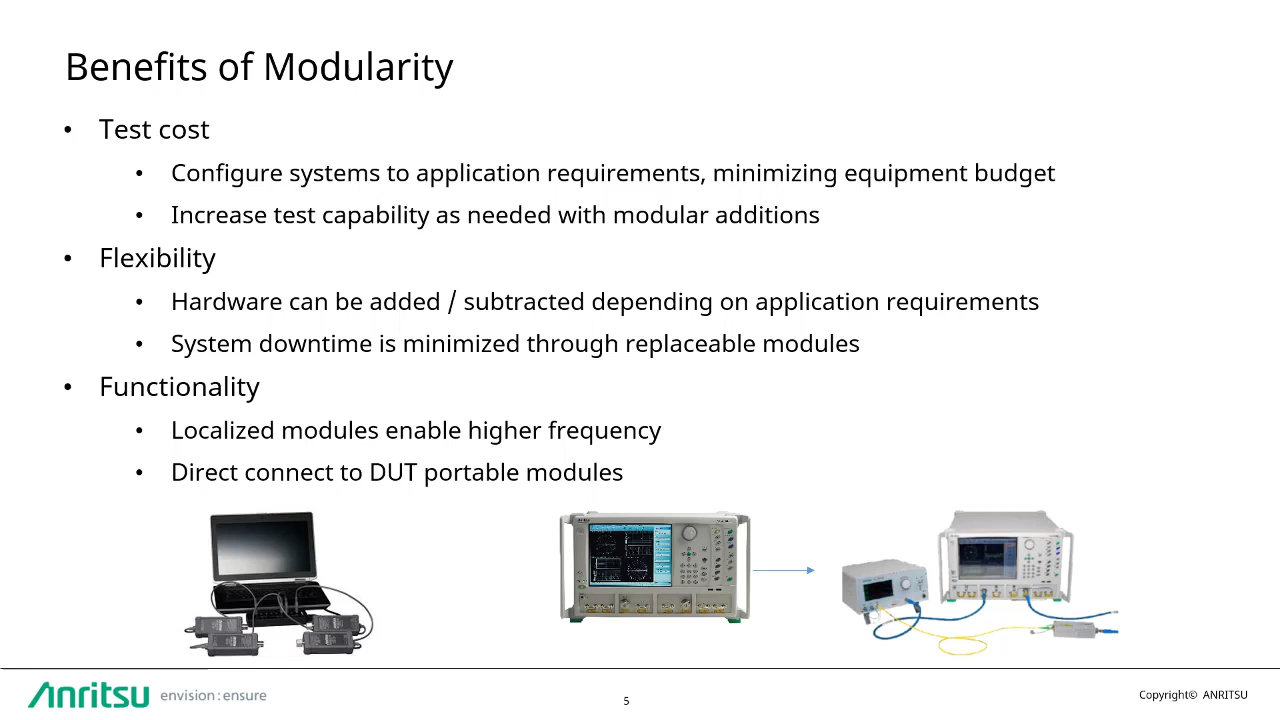 Benefits of Modularity
• Test cost
• Configure systems to application requirements, minimizing equipment budget
• Increase test capability as needed with modular additions
• Flexibility
• Hardware can be added / subtracted depending on application requirements
• System downtime is minimized through replaceable modules
• Functionality
• Localized modules enable higher frequency
• Direct connect to DUT portable modules
Anritsu envision : ensure
5
Copyright© ANRITSU